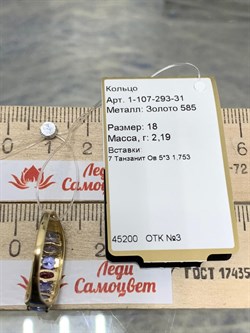 Кольцо
Арт. 1-107-293-31
Металл: Золото 585
Размер: 18
Масса, г: 2,19
Вставки:
7 Танзанит Ов 5*3 1,753
45200 ОТК №3
Леди
Самоцвет
Леди
Самоцвет
ГОСТ 17435